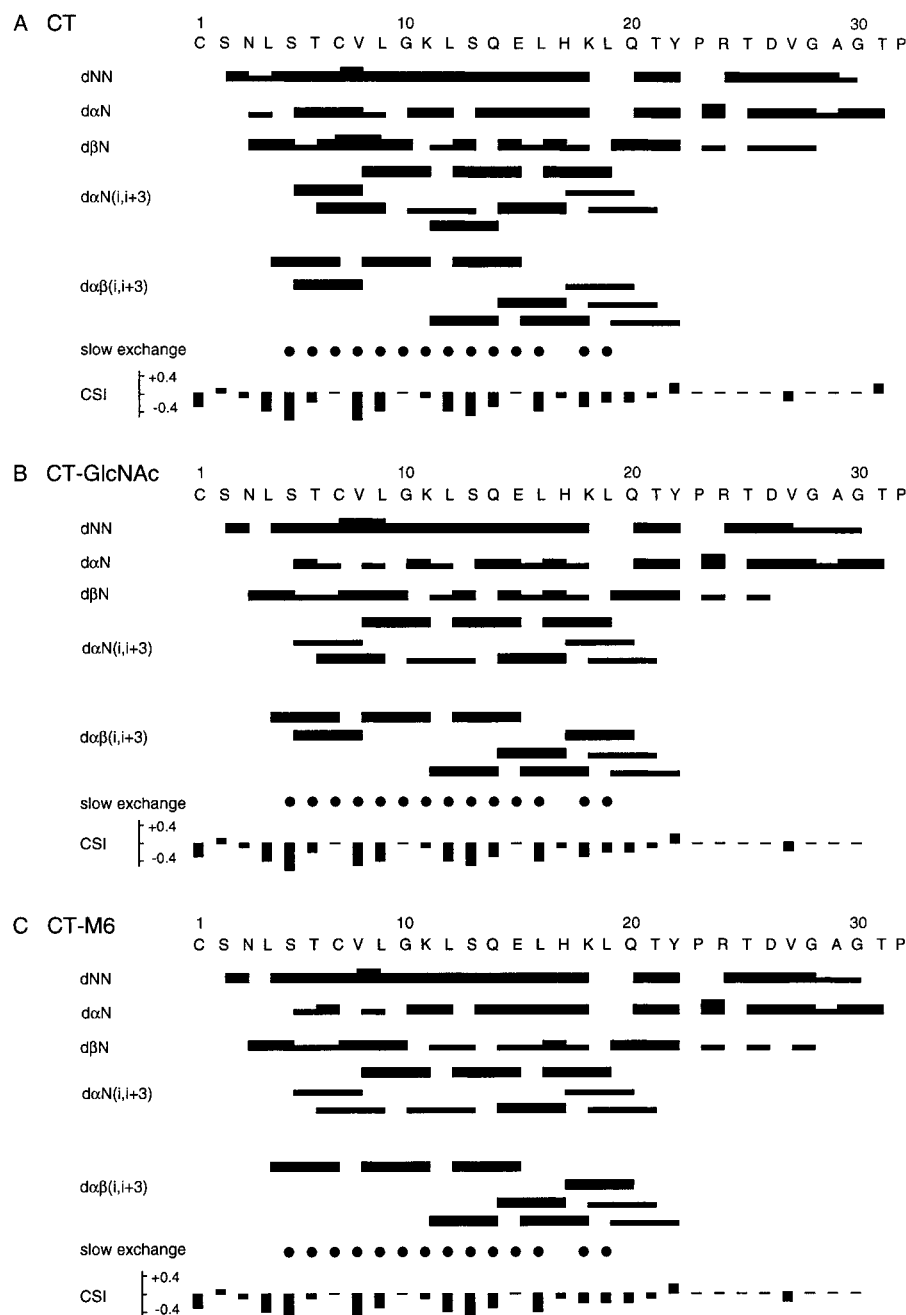 A CT
1 10 20 30
C S N L S T C V L G K L S Q E L H K L Q T Y P R T D V G A G T P
dNN
dαN
dβN
dαN(i,i+3)
dαβ(i,i+3)
slow exchange
+0.4
CSI
-0.4
B CT-GlcNAc
1 10 20 30
C S N L S T C V L G K L S Q E L H K L Q T Y P R T D V G A G T P
dNN
dαN
dβN
dαN(i,i+3)
dαβ(i,i+3)
slow exchange
+0.4
CSI
-0.4
C CT-M6
1 10 20 30
C S N L S T C V L G K L S Q E L H K L Q T Y P R T D V G A G T P
dNN
dαN
dβN
dαN(i,i+3)
dαβ(i,i+3)
slow exchange
+0.4
CSI
-0.4